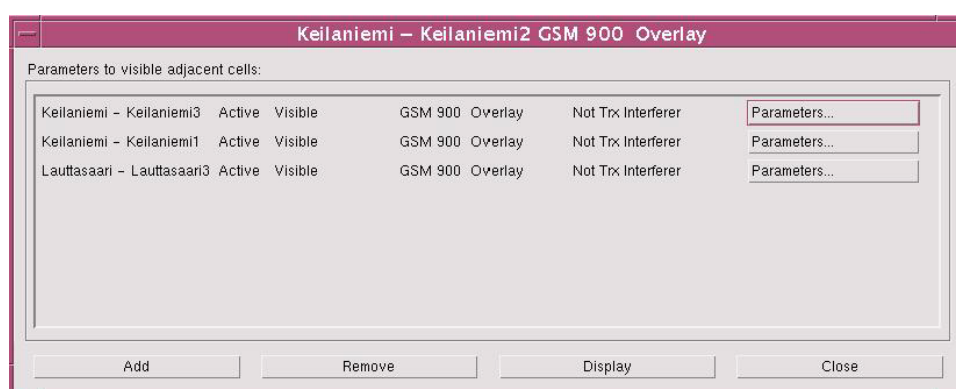 Keilaniemi – Keilaniemi2 GSM 900 Overlay
Parameters to visible adjacent cells:
Keilaniemi – Keilaniemi3 Active Visible GSM 900 Overlay Not Trx Interferer Parameters...
Keilaniemi – Keilaniemi1 Active Visible GSM 900 Overlay Not Trx Interferer Parameters...
Lauttasaari – Lauttasaari3 Active Visible GSM 900 Overlay Not Trx Interferer Parameters...
Add Remove Display Close